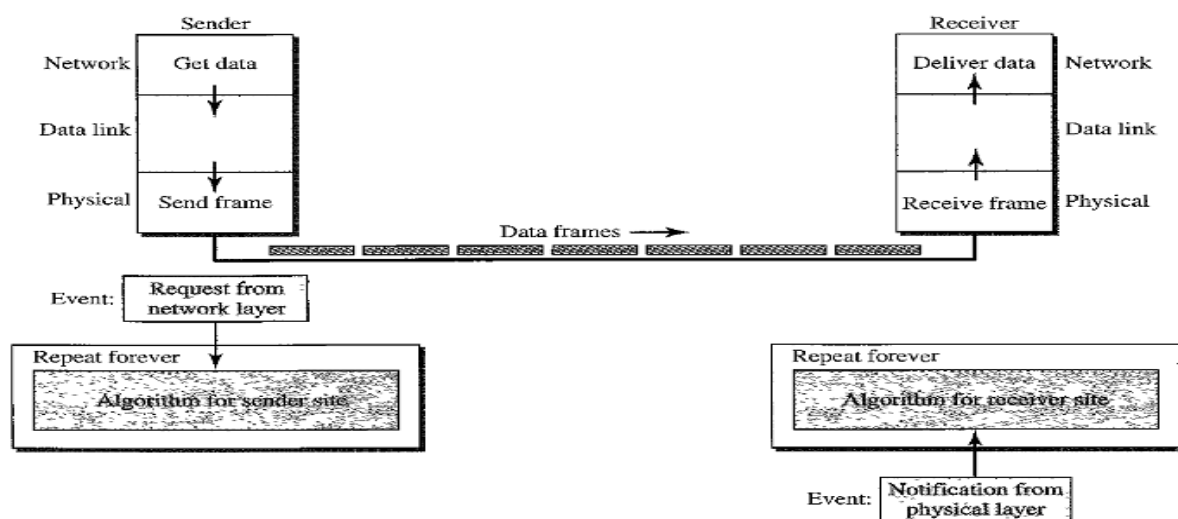 Sender
Receiver
Network
Get data
Deliver data
Network
Data link
Data link
Physical
Send frame
Receive frame
Physical
Data frames
Event:
Request from
network layer
Repeat forever
Algorithm for sender site
Repeat forever
Algorithm for receiver site
Event:
Notification from
physical layer